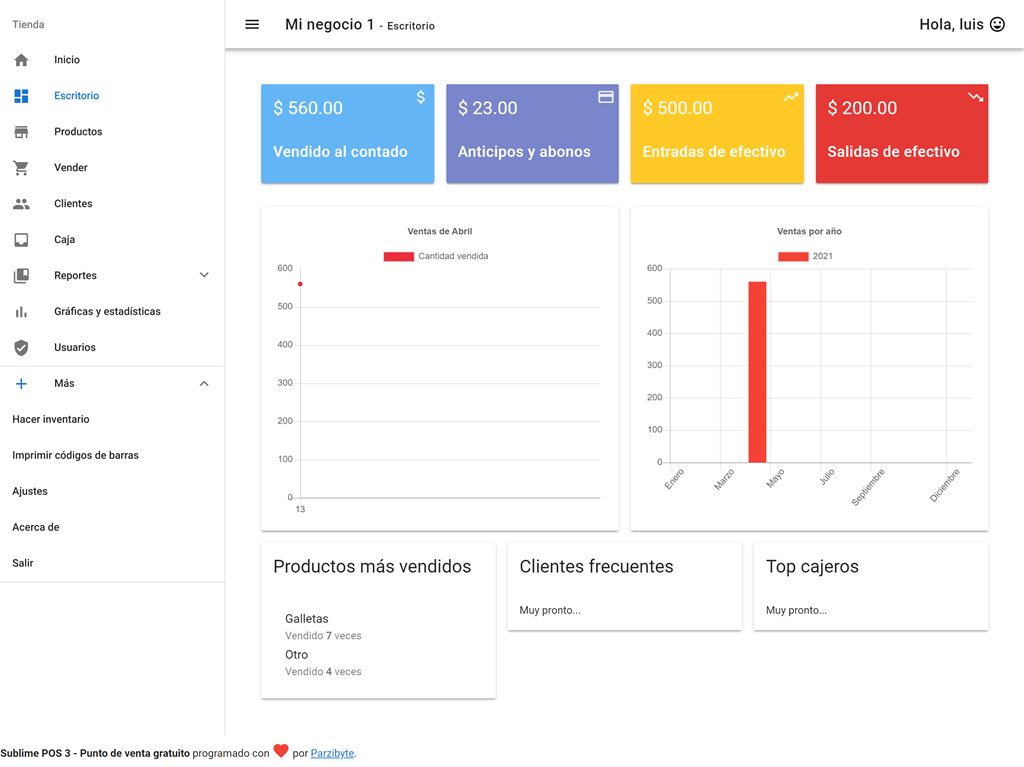 Tienda
Inicio
Escritorio
Productos
Vender
Clientes
Caja
Reportes
Gráficas y estadísticas
Usuarios
Más
Hacer inventario
Imprimir códigos de barras
Ajustes
Acerca de
Salir
Mi negocio 1 - Escritorio
Hola, luis
$ 560.00
Vendido al contado
$ 23.00
Anticipos y abonos
$ 500.00
Entradas de efectivo
$ 200.00
Salidas de efectivo
Ventas de Abril
Cantidad vendida
600
500
400
300
200
100
0
13
Ventas por año
2021
600
500
400
300
200
100
0
Enero
Marzo
Mayo
Julio
Septiembre
Diciembre
Productos más vendidos
Galletas
Vendido 7 veces
Otro
Vendido 4 veces
Clientes frecuentes
Muy pronto...
Top cajeros
Muy pronto...
Sublime POS 3 - Punto de venta gratuito programado con ❤ por Parzibyte.